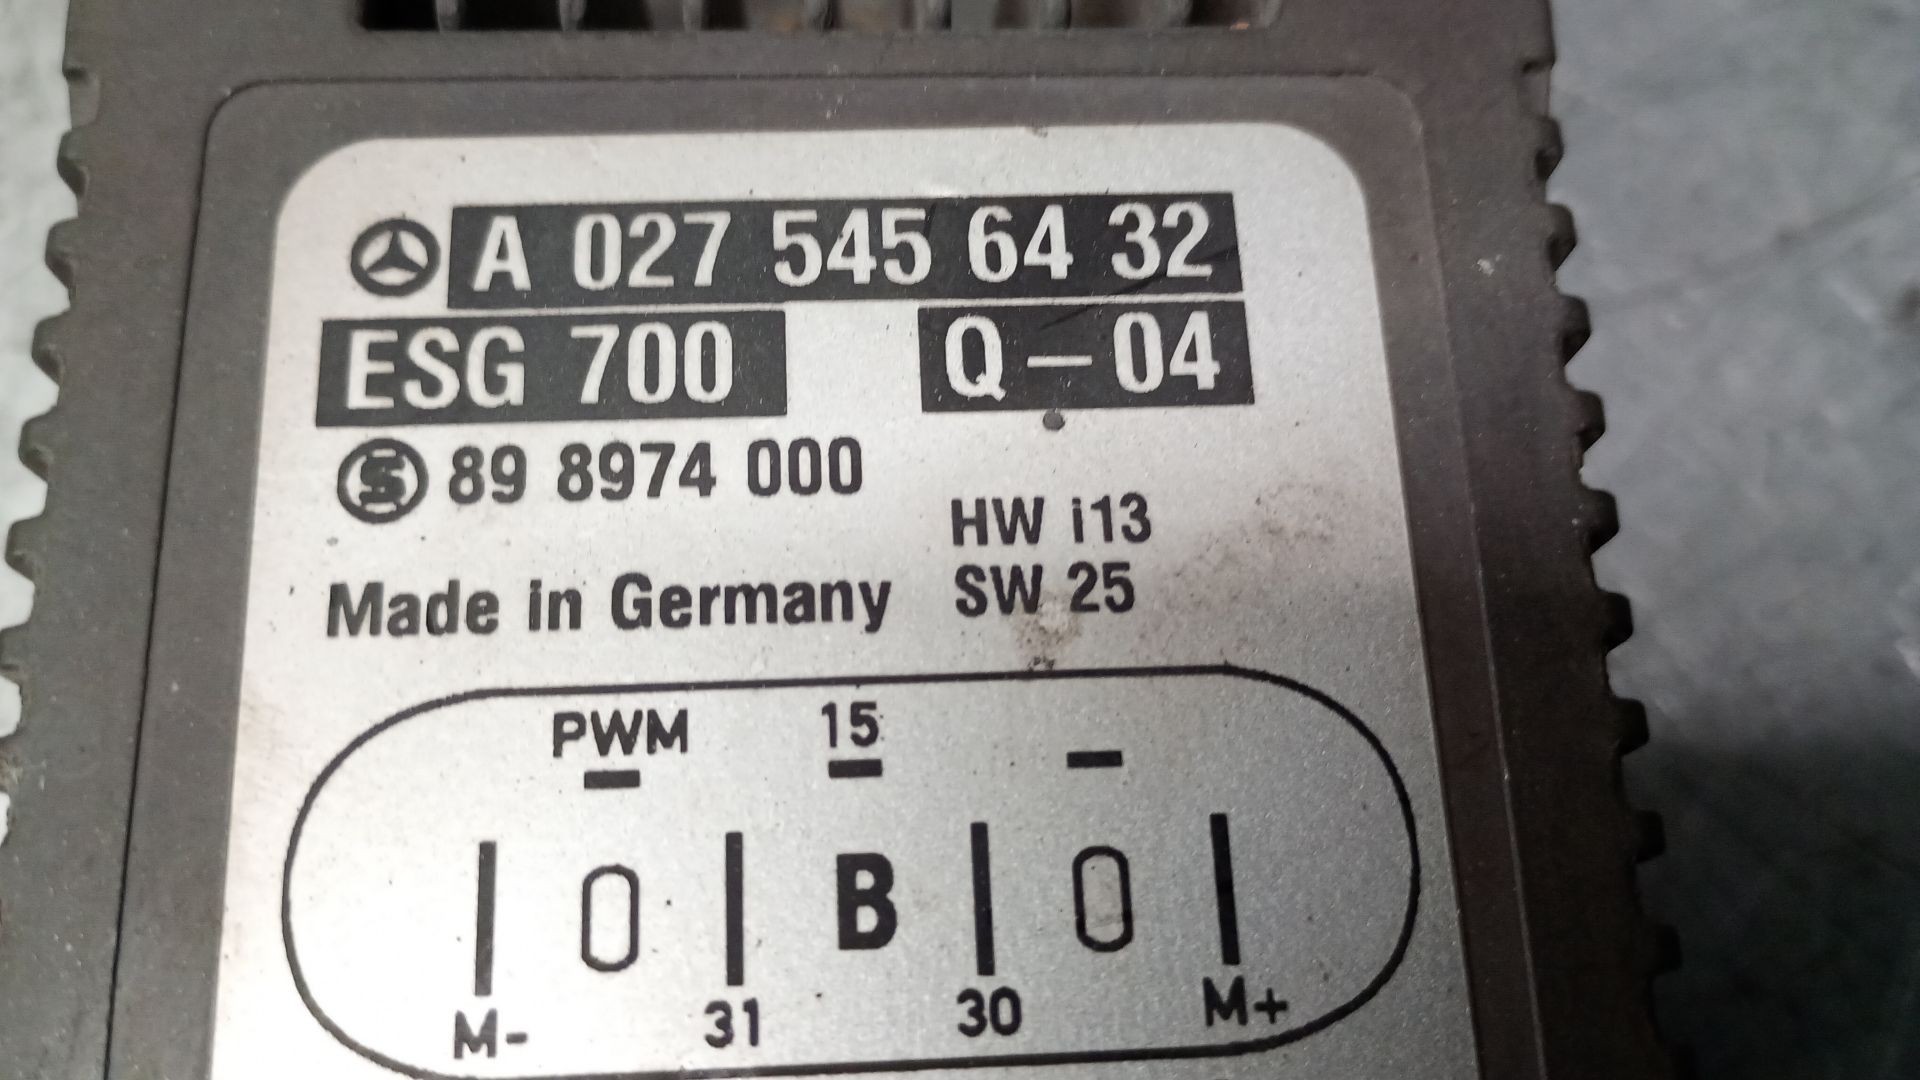 A 027 545 64 32
ESG 700 Q - 04
S 89 8974 000
HW i13
Made in Germany SW 25
PWM 15
B
M- 31 30 M+